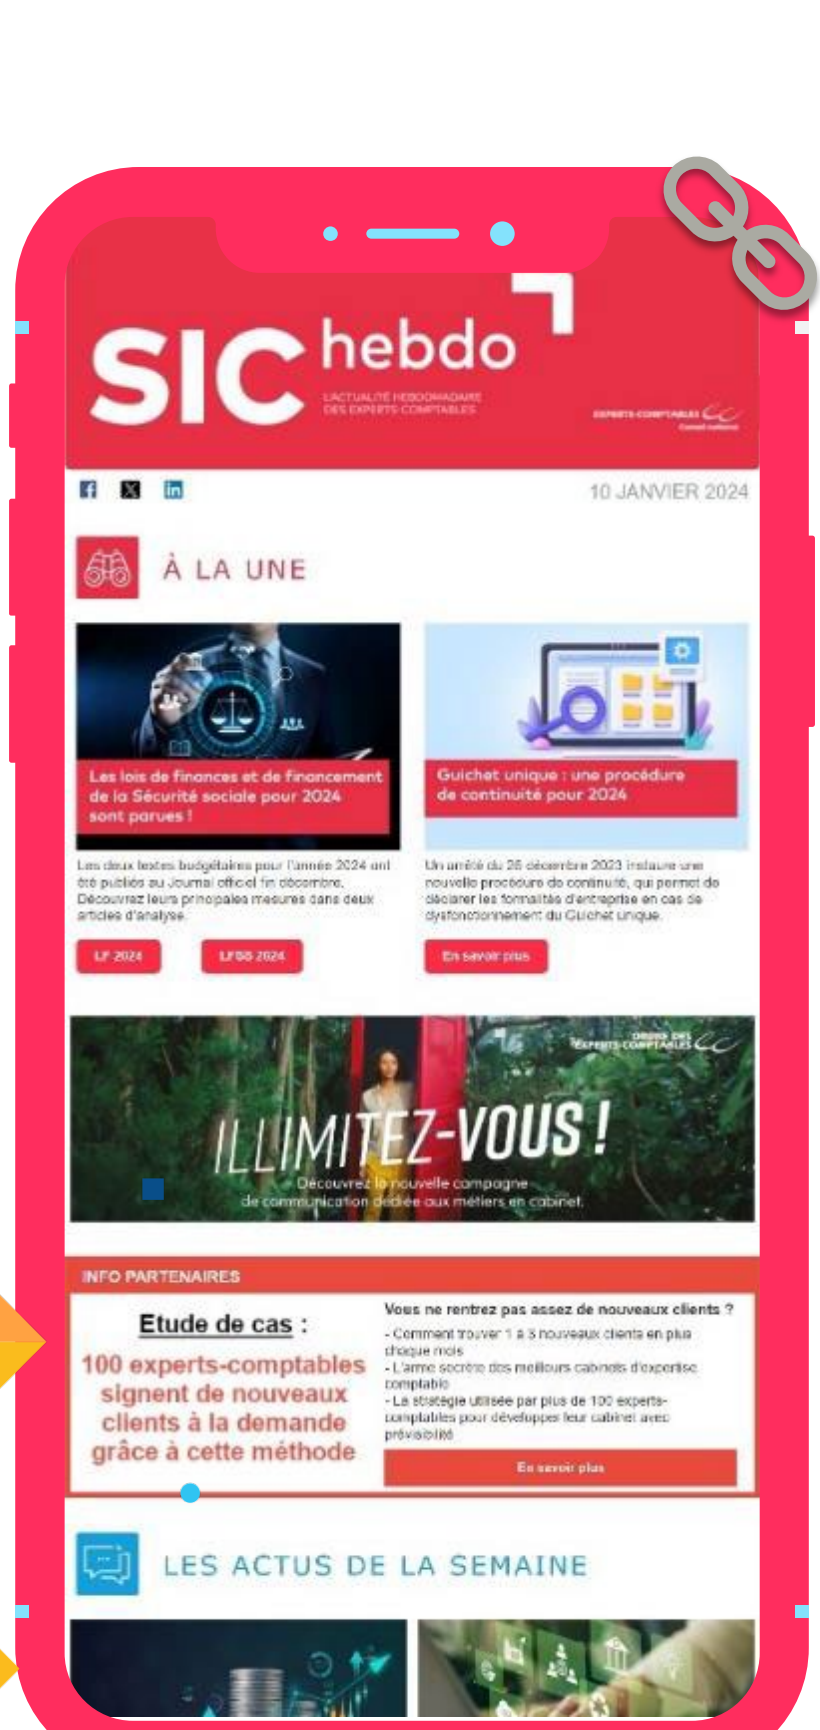 SIC hebdo
L'ACTUALITÉ HEBDOMADAIRE
DES EXPERTS-COMPTABLES
EXPERTS-COMPTABLES
Conseil national
10 JANVIER 2024
À LA UNE
Les lois de finances et de financement
de la Sécurité sociale pour 2024
sont parues !
Les deux textes budgétaires pour l'année 2024 ont
été publiés au Journal officiel fin décembre.
Découvrez leurs principales mesures dans deux
articles d'analyse.
LF 2024
LFSS 2024
Guichet unique : une procédure
de continuité pour 2024
Un arrêté du 26 décembre 2023 instaure une
nouvelle procédure de continuité, qui permet de
déclarer les formalités d'entreprise en cas de
dysfonctionnement du Guichet unique.
En savoir plus
ORDRE DES
EXPERTS-COMPTABLES
ILLIMITEZ-VOUS !
Découvrez la nouvelle campagne
de communication dédiée aux métiers en cabinet.
INFO PARTENAIRES
Etude de cas :
100 experts-comptables
signent de nouveaux
clients à la demande
grâce à cette méthode
Vous ne rentrez pas assez de nouveaux clients ?
- Comment trouver 1 à 3 nouveaux clients en plus
chaque mois
- L'arme secrète des meilleurs cabinets d'expertise
comptable
- La stratégie utilisée par plus de 100 experts-
comptables pour développer leur cabinet avec
prévisibilité
En savoir plus
LES ACTUS DE LA SEMAINE